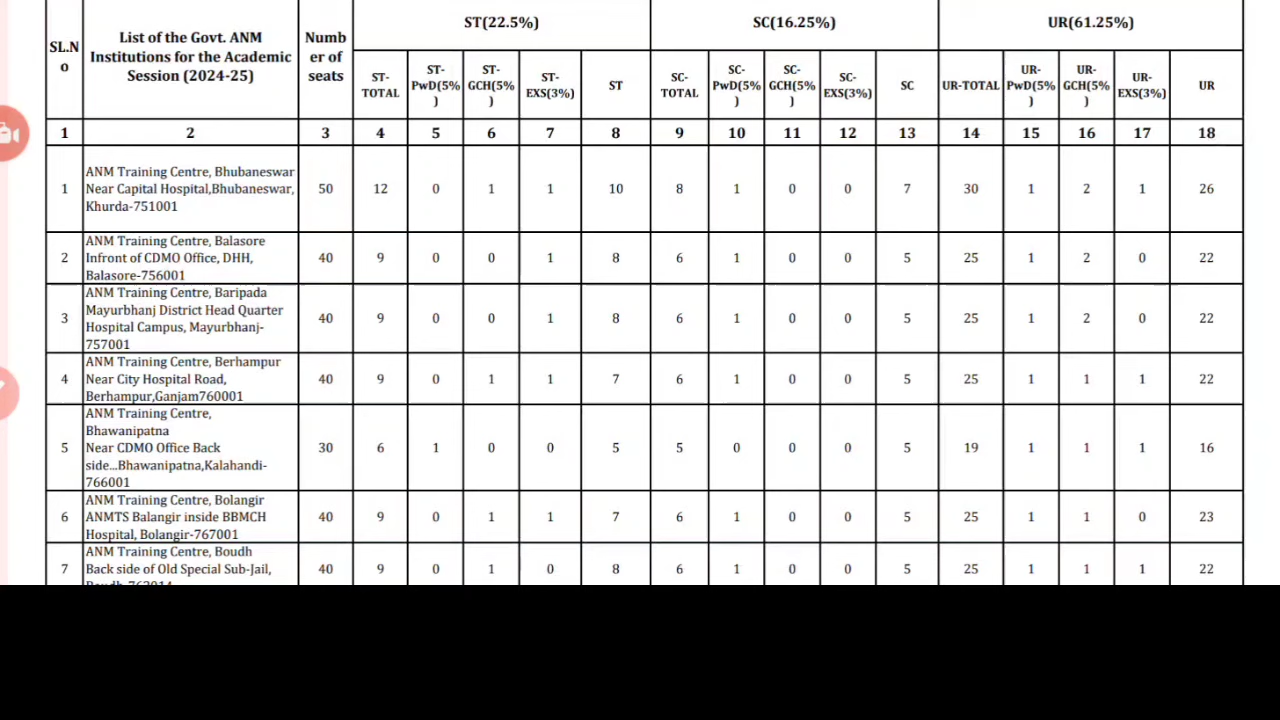 ST(22.5%) SC(16.25%) UR(61.25%)
SL.N
o
List of the Govt. ANM
Institutions for the Academic
Session (2024-25)
Numb
er of
seats
ST-
TOTAL
ST-
PwD(5%
)
ST-
GCH(5%
)
ST-
EXS(3%)
ST
SC-
TOTAL
SC-
PwD(5%
)
SC-
GCH(5%
)
SC-
EXS(3%)
SC
UR-TOTAL
UR-
PwD(5%
)
UR-
GCH(5%
)
UR-
EXS(3%)
UR
1 2 3 4 5 6 7 8 9 10 11 12 13 14 15 16 17 18
ANM Training Centre, Bhubaneswar
1 Near Capital Hospital,Bhubaneswar, 50 12 0 1 1 10 8 1 0 0 7 30 1 2 1 26
Khurda-751001
ANM Training Centre, Balasore
2 Infront of CDMO Office, DHH, 40 9 0 0 1 8 6 1 0 0 5 25 1 2 0 22
Balasore-756001
ANM Training Centre, Baripada
Mayurbhanj District Head Quarter
3 40 9 0 0 1 8 6 1 0 0 5 25 1 2 0 22
Hospital Campus, Mayurbhanj-
757001
ANM Training Centre, Berhampur
4 Near City Hospital Road, 40 9 0 1 1 7 6 1 0 0 5 25 1 1 1 22
Berhampur,Ganjam760001
ANM Training Centre,
Bhawanipatna
5 Near CDMO Office Back 30 6 1 0 0 5 5 0 0 0 5 19 1 1 1 16
side...Bhawanipatna,Kalahandi-
766001
ANM Training Centre, Bolangir
6 ANMTS Balangir inside BBMCH 40 9 0 1 1 7 6 1 0 0 5 25 1 1 0 23
Hospital, Bolangir-767001
ANM Training Centre, Boudh
7 Back side of Old Special Sub-Jail, 40 9 0 1 0 8 6 1 0 0 5 25 1 1 1 22